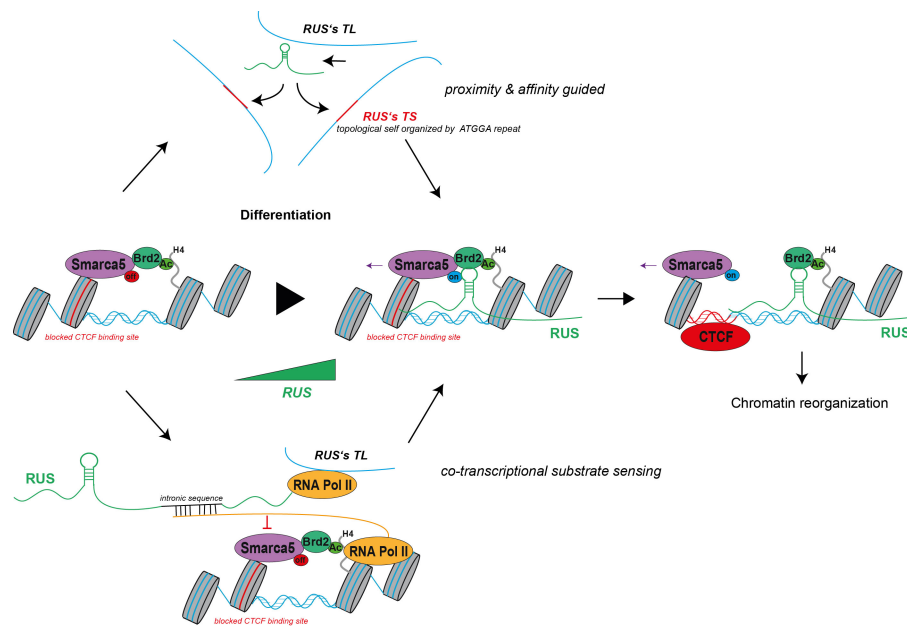 RUS's TL
proximity & affinity guided
RUS's TS
topological self organized by ATGGA repeat
Differentiation
H4
Brd2
Smarca5
Ac
off
blocked CTCF binding site
H4
Brd2
Smarca5
Ac
on
RUS
blocked CTCF binding site
H4
Brd2
Smarca5
Ac
on
RUS
CTCF
RUS
Chromatin reorganization
RUS's TL
co-transcriptional substrate sensing
RUS
RNA Pol II
intronic sequence
H4
Brd2
Smarca5
Ac
RNA Pol II
off
blocked CTCF binding site